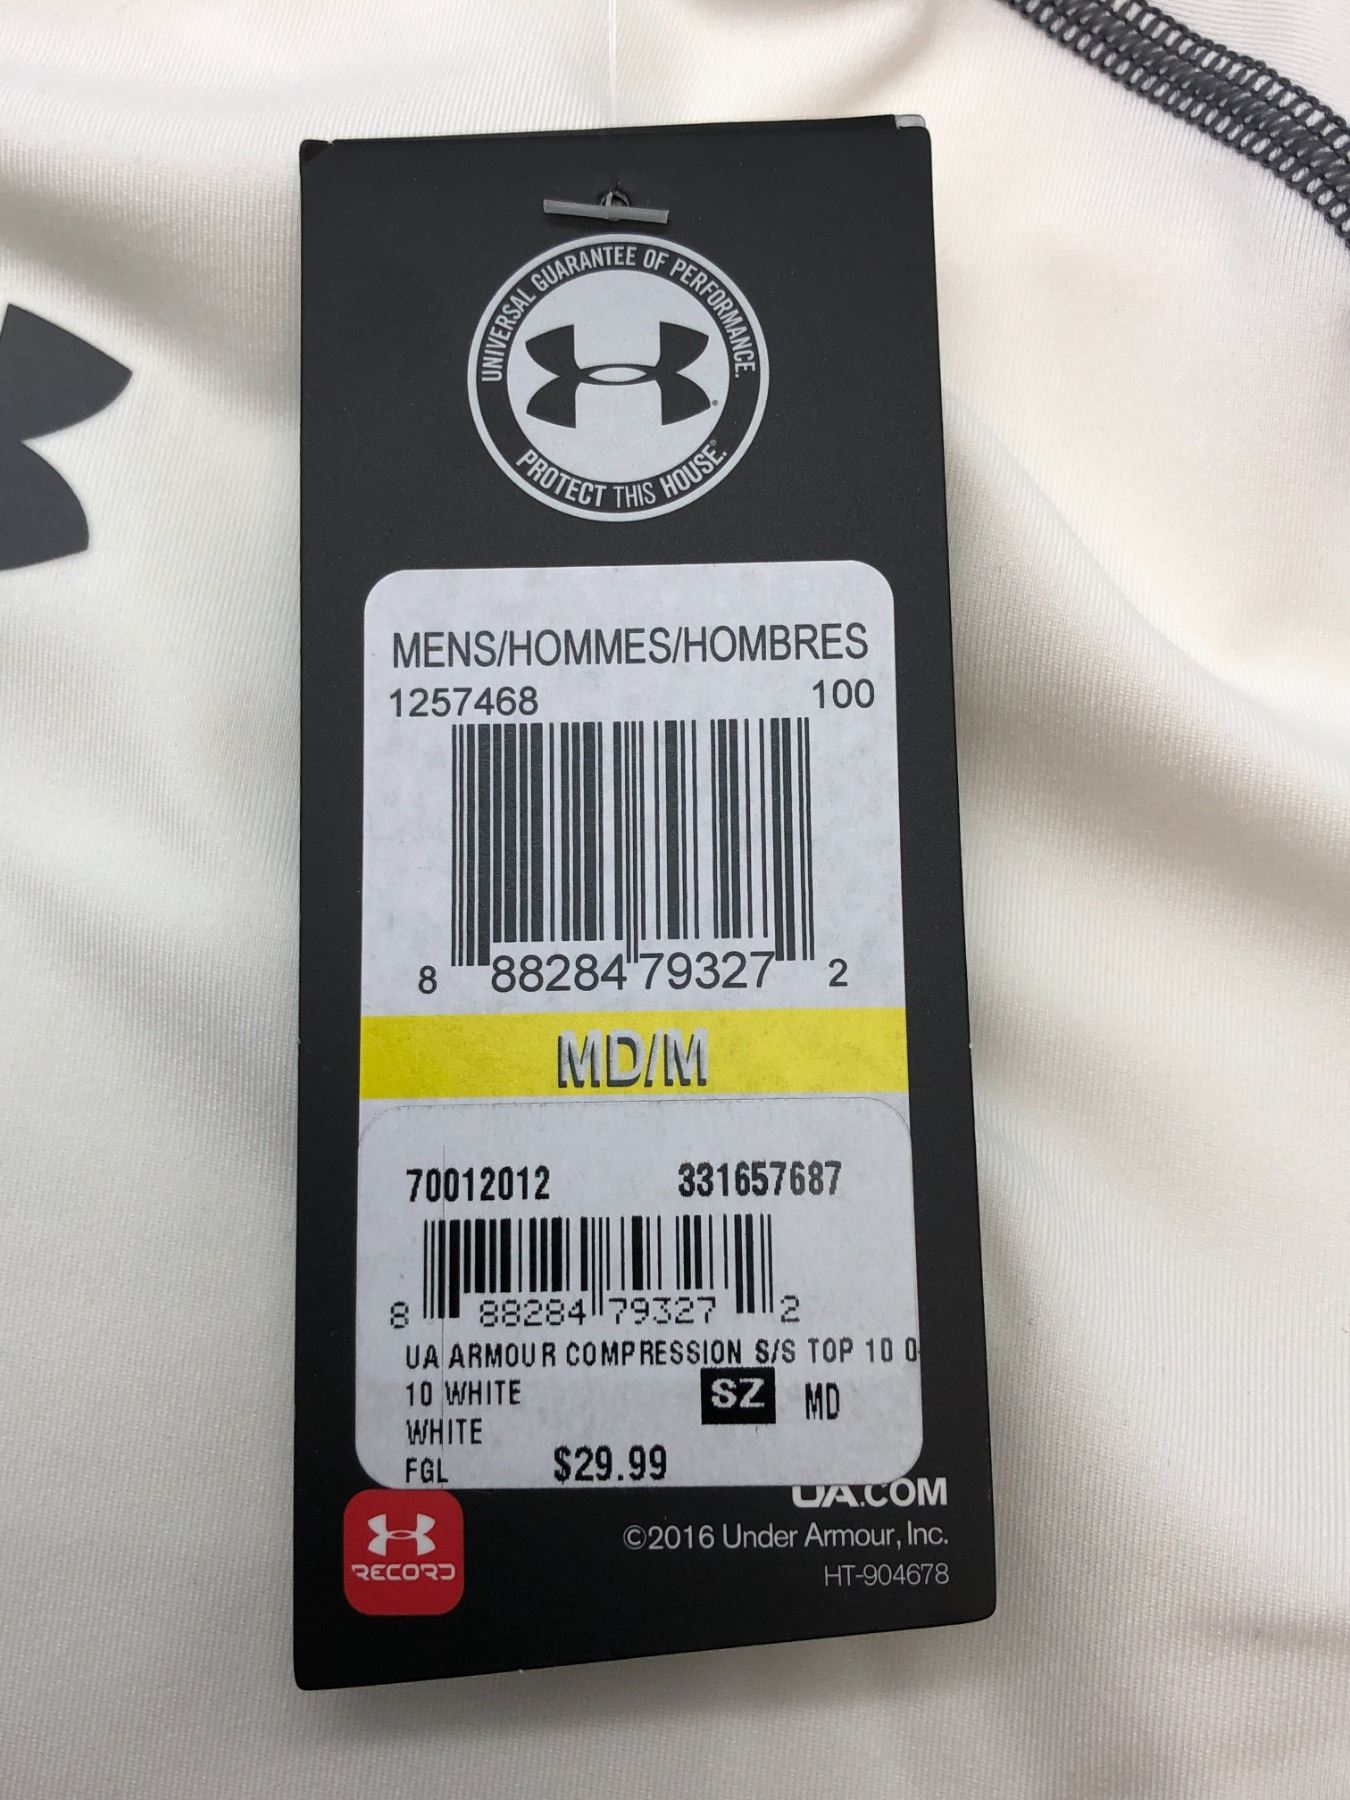 UNIVERSAL GUARANTEE OF PERFORMANCE.
PROTECT THIS HOUSE.®
MENS/HOMMES/HOMBRES
1257468 100
8 88284 79327 2
MD/M
70012012 331657687
8 88284 79327 2
UA ARMOUR COMPRESSION S/S TOP 10 0
10 WHITE SZ MD
WHITE
FGL $29.99
UA.COM
©2016 Under Armour, Inc.
HT-904678
RECORD